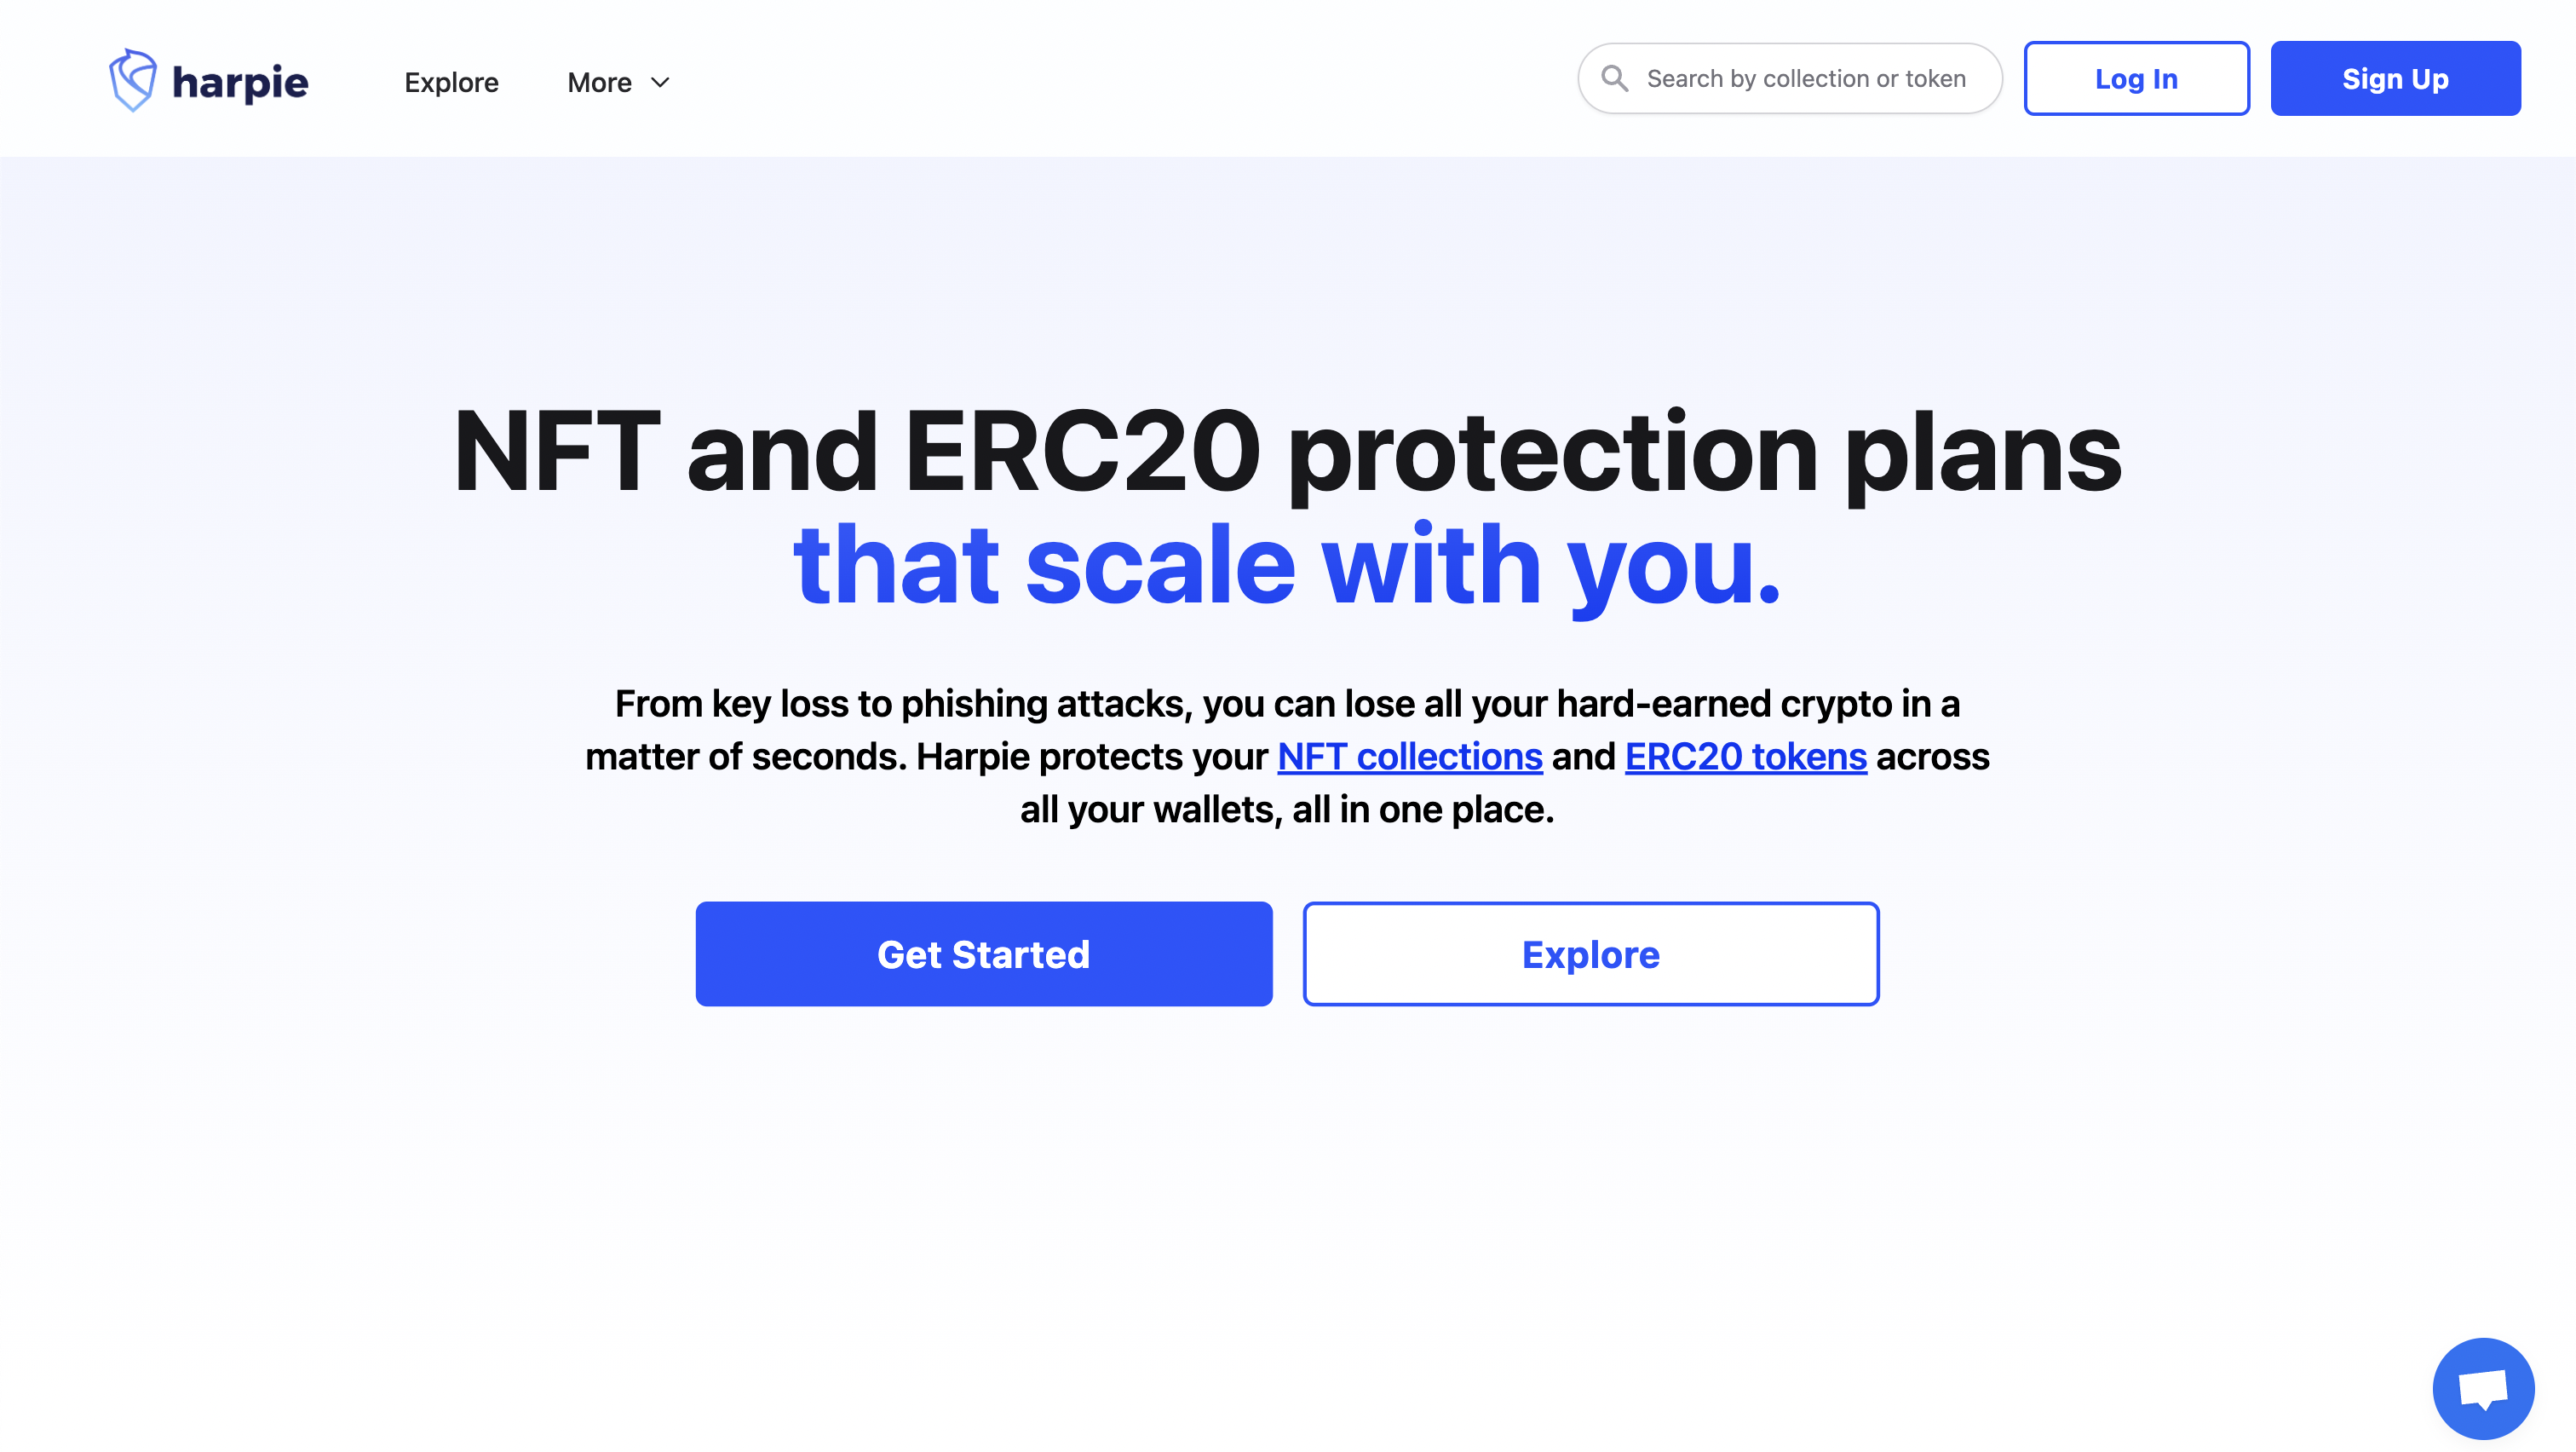 harpie
Explore
More
Search by collection or token
Log In
Sign Up
NFT and ERC20 protection plans
that scale with you.
From key loss to phishing attacks, you can lose all your hard-earned crypto in a
matter of seconds. Harpie protects your NFT collections and ERC20 tokens across
all your wallets, all in one place.
Get Started
Explore